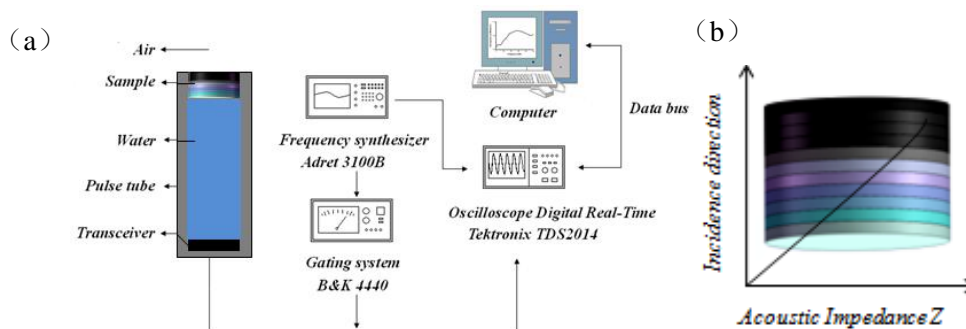 (a)
Air
Sample
Water
Pulse tube
Transceiver
Frequency synthesizer
Adret 3100B
Gating system
B&K 4440
Computer
Data bus
Oscilloscope Digital Real-Time
Tektronix TDS2014
(b)
Incidence direction
Acoustic Impedance Z